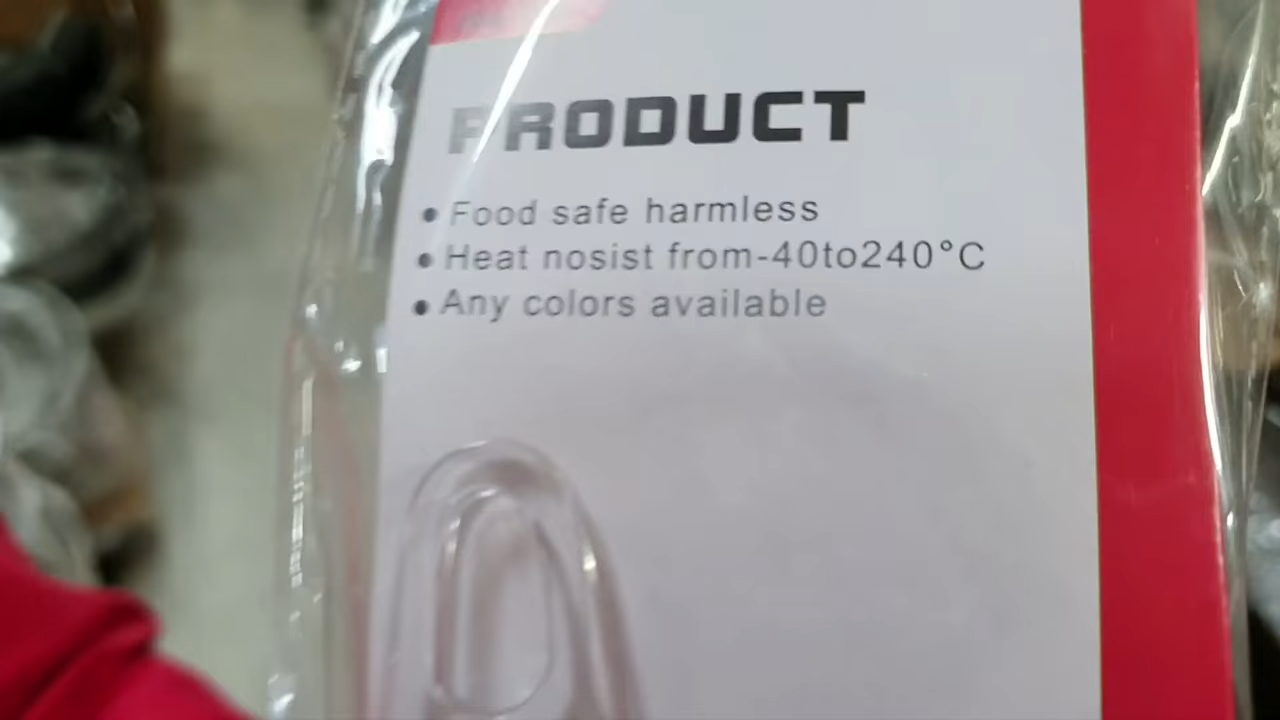 PRODUCT
• Food safe harmless
• Heat nosist from-40to240°C
• Any colors available